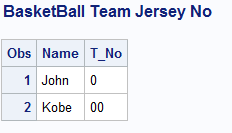 BasketBall Team Jersey No
Obs Name T_No
1 John 0
2 Kobe 00